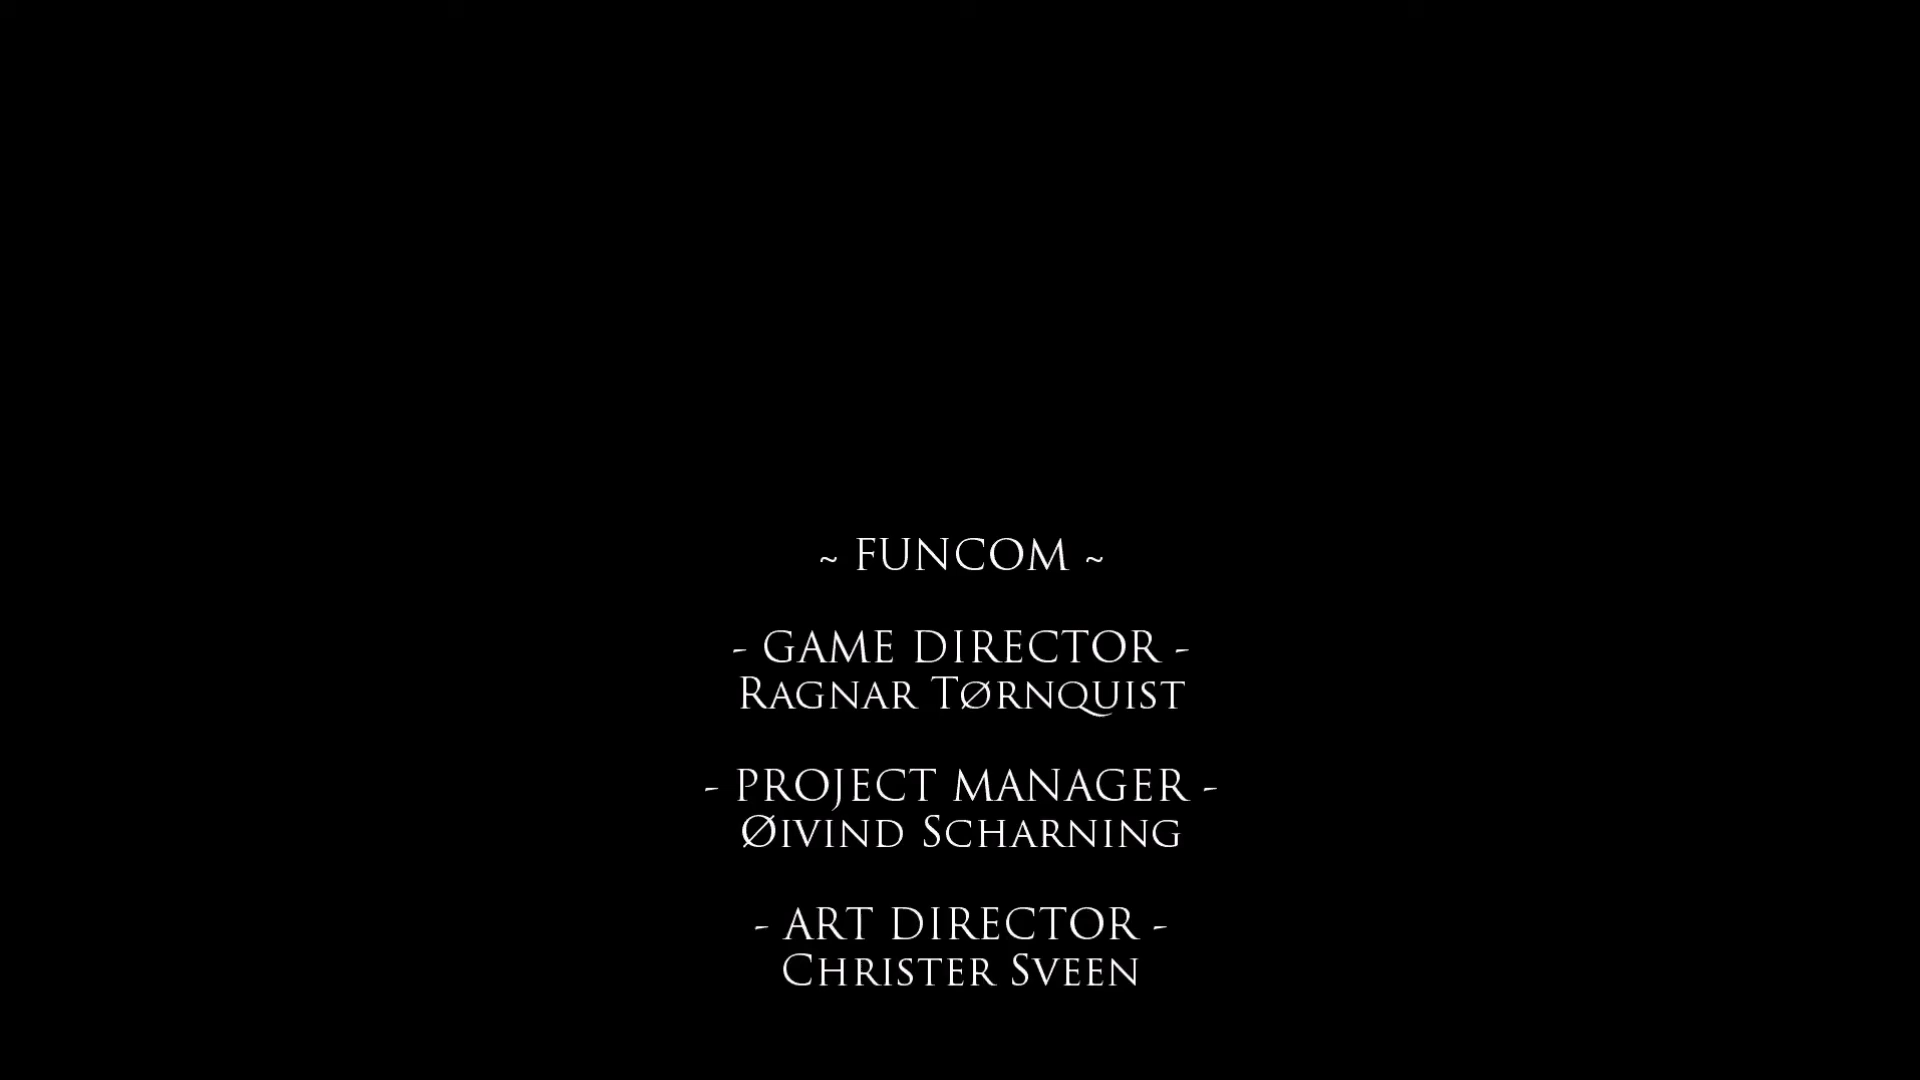 ~ FUNCOM ~
- GAME DIRECTOR -
Ragnar Tørnquist
- PROJECT MANAGER -
Øivind Scharning
- ART DIRECTOR -
Christer Sveen